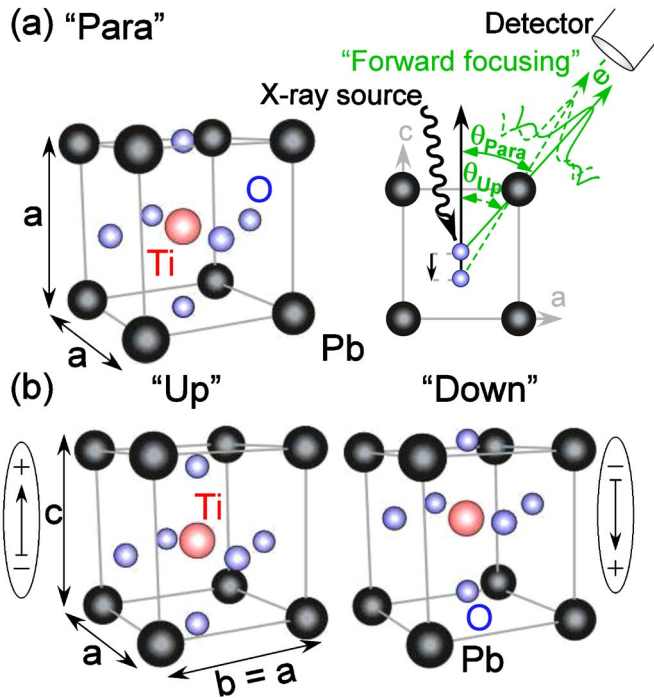 (a) “Para”
Detector
“Forward focusing”
X-ray source
e
c
θPara
θUp
a
O
Ti
a
a
Pb
(b) “Up” “Down”
+
−
c
Ti
a
b = a
−
+
O
Pb